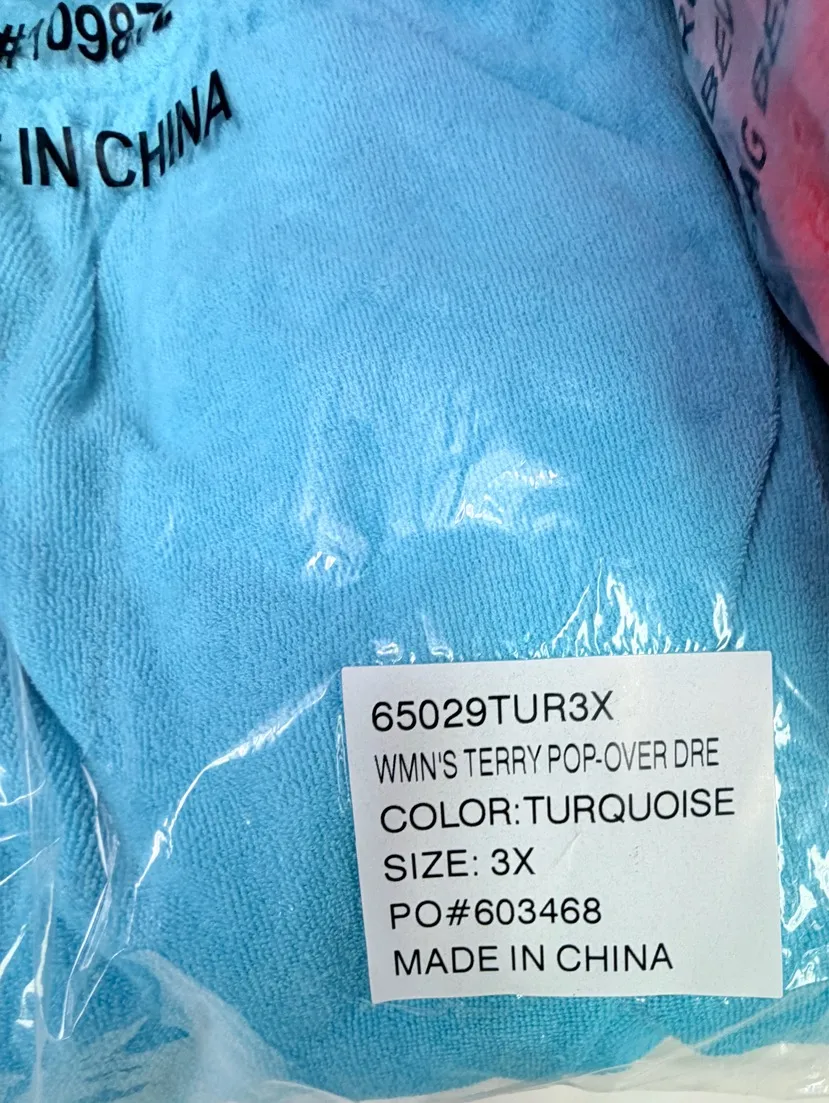 IN CHINA
65029TUR3X
WMN'S TERRY POP-OVER DRE
COLOR:TURQUOISE
SIZE: 3X
PO#603468
MADE IN CHINA